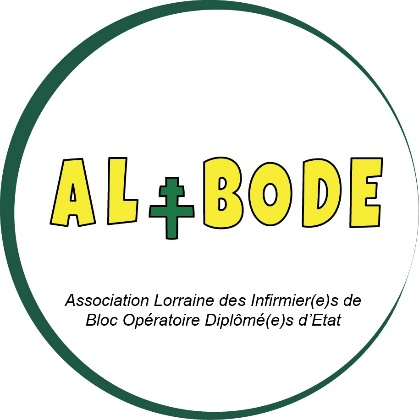 AL‡BODE
Association Lorraine des Infirmier(e)s de
Bloc Opératoire Diplômé(e)s d'Etat